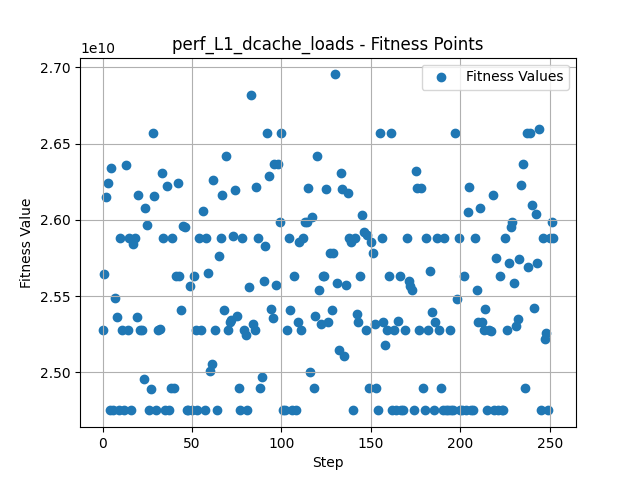 perf_L1_dcache_loads - Fitness Points
1e10
2.70
2.65
2.60
2.55
2.50
Fitness Values
Fitness Value
0 50 100 150 200 250
Step